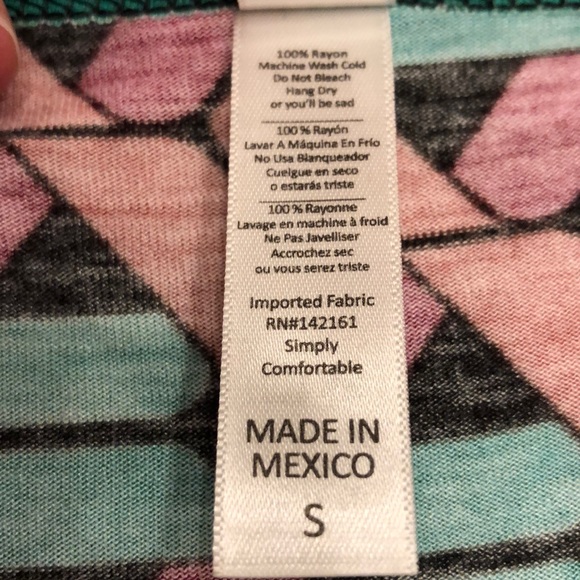 100% Rayon
Machine Wash Cold
Do Not Bleach
Hang Dry
or you'll be sad
100% Rayón
Lavar A Máquina En Frío
No Usa Blanqueador
Cuelgue en seco
o estarás triste
100% Rayonne
Lavage en machine à froid
Ne Pas Javelliser
Accrochez sec
ou vous serez triste
Imported Fabric
RN#142161
Simply
Comfortable
MADE IN
MEXICO
S